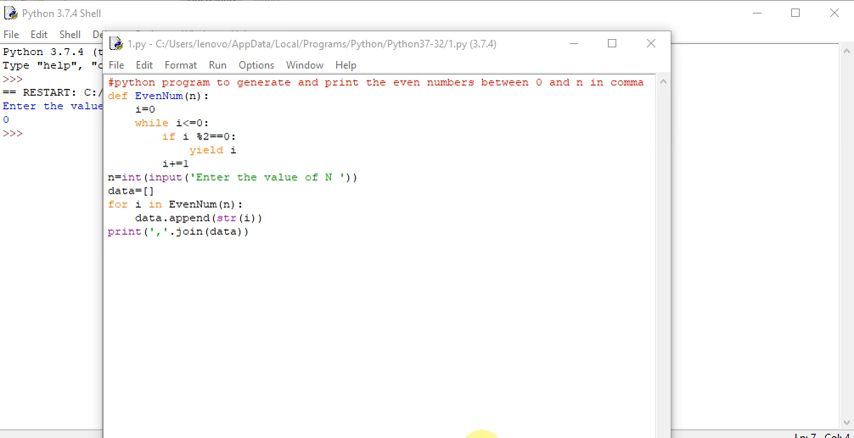 Python 3.7.4 Shell
File Edit Shell
Python 3.7.4
Type "help",
>>>
== RESTART: C:/
Enter the value
0
>>>
1.py - C:/Users/lenovo/AppData/Local/Programs/Python/Python37-32/1.py (3.7.4)
File Edit Format Run Options Window Help
#python program to generate and print the even numbers between 0 and n in comma
def EvenNum(n):
    i=0
    while i<=0:
        if i %2==0:
            yield i
        i+=1
n=int(input('Enter the value of N '))
data=[]
for i in EvenNum(n):
    data.append(str(i))
print(','.join(data))